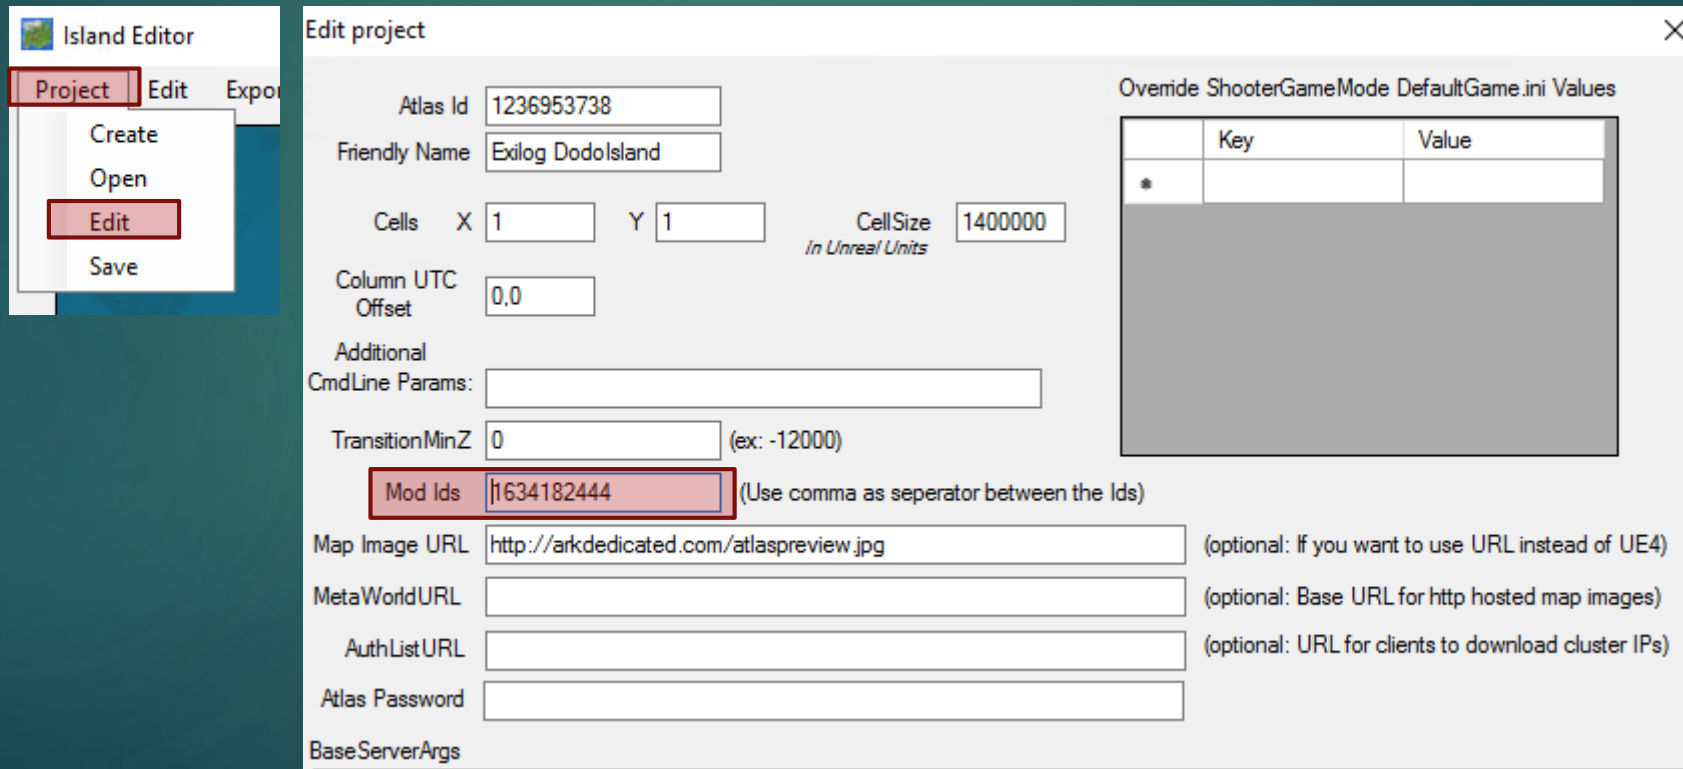 Island Editor
Project Edit Expor
Create
Open
Edit
Save
Edit project
Atlas Id 1236953738
Friendly Name Exilog DodoIsland
Cells X 1 Y 1 CellSize 1400000
In Unreal Units
Column UTC
Offset 0,0
Additional
CmdLine Params:
TransitionMinZ 0 (ex: -12000)
Mod Ids 1634182444 (Use comma as seperator between the Ids)
Map Image URL http://arkdedicated.com/atlaspreview.jpg (optional: If you want to use URL instead of UE4)
MetaWorldURL (optional: Base URL for http hosted map images)
AuthListURL (optional: URL for clients to download cluster IPs)
Atlas Password
BaseServerArgs
Override ShooterGameMode DefaultGame.ini Values
Key Value